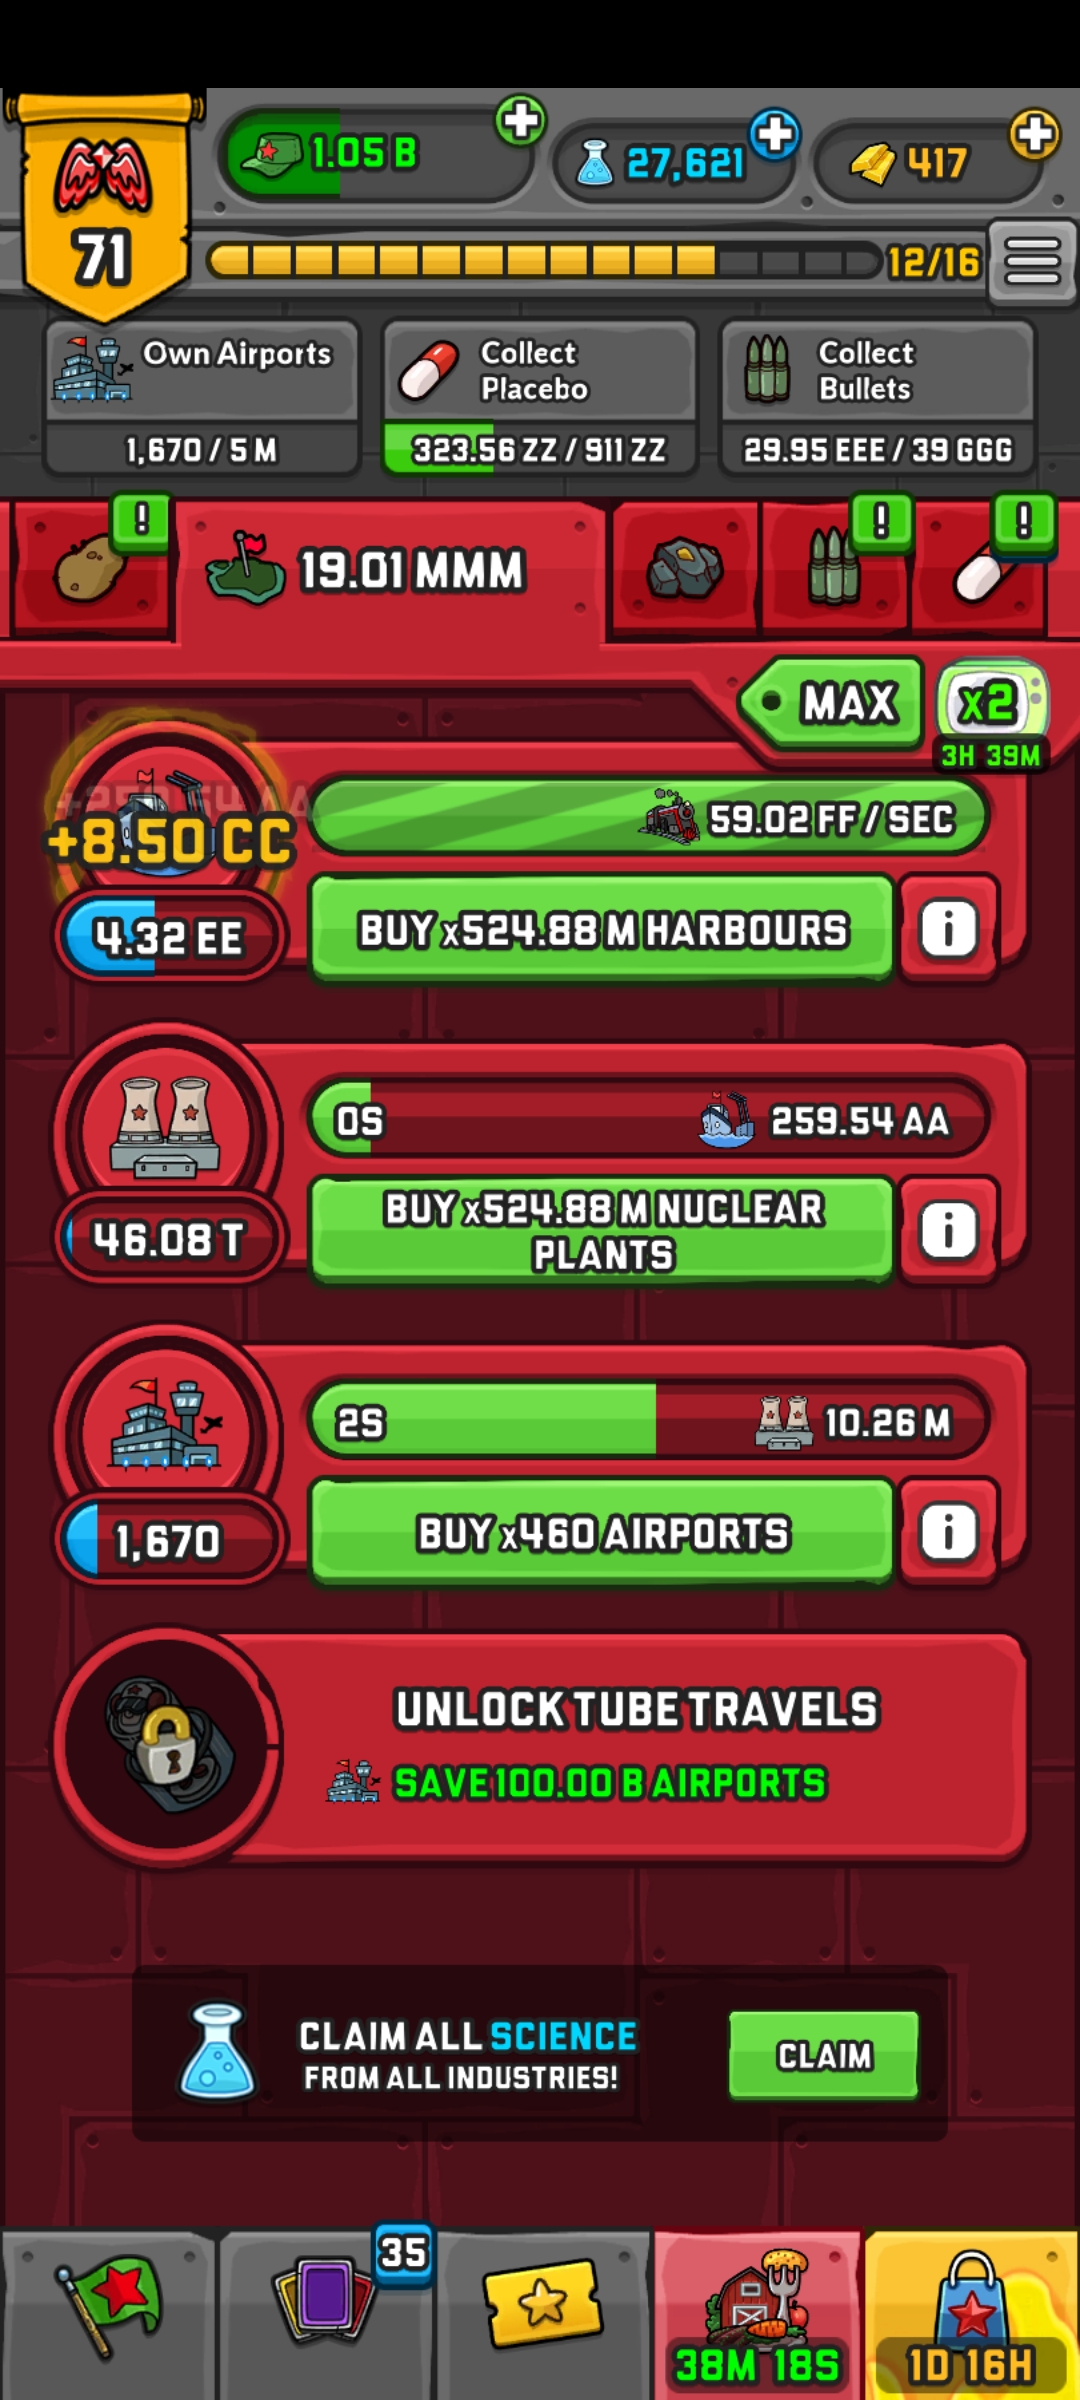 71
1.05 B
27,621
417
12/16
Own Airports
1,670 / 5 M
Collect
Placebo
323.56 ZZ / 911 ZZ
Collect
Bullets
29.95 EEE / 39 GGG
!
19.01 MMM
!
!
MAX
x2
3H 39M
+259.54 AA
+8.50 CC
4.32 EE
59.02 FF / SEC
BUY x524.88 M HARBOURS
i
46.08 T
0S
259.54 AA
BUY x524.88 M NUCLEAR
PLANTS
i
1,670
2S
10.26 M
BUY x460 AIRPORTS
i
UNLOCK TUBE TRAVELS
SAVE 100.00 B AIRPORTS
CLAIM ALL SCIENCE
FROM ALL INDUSTRIES!
CLAIM
35
38M 18S
1D 16H